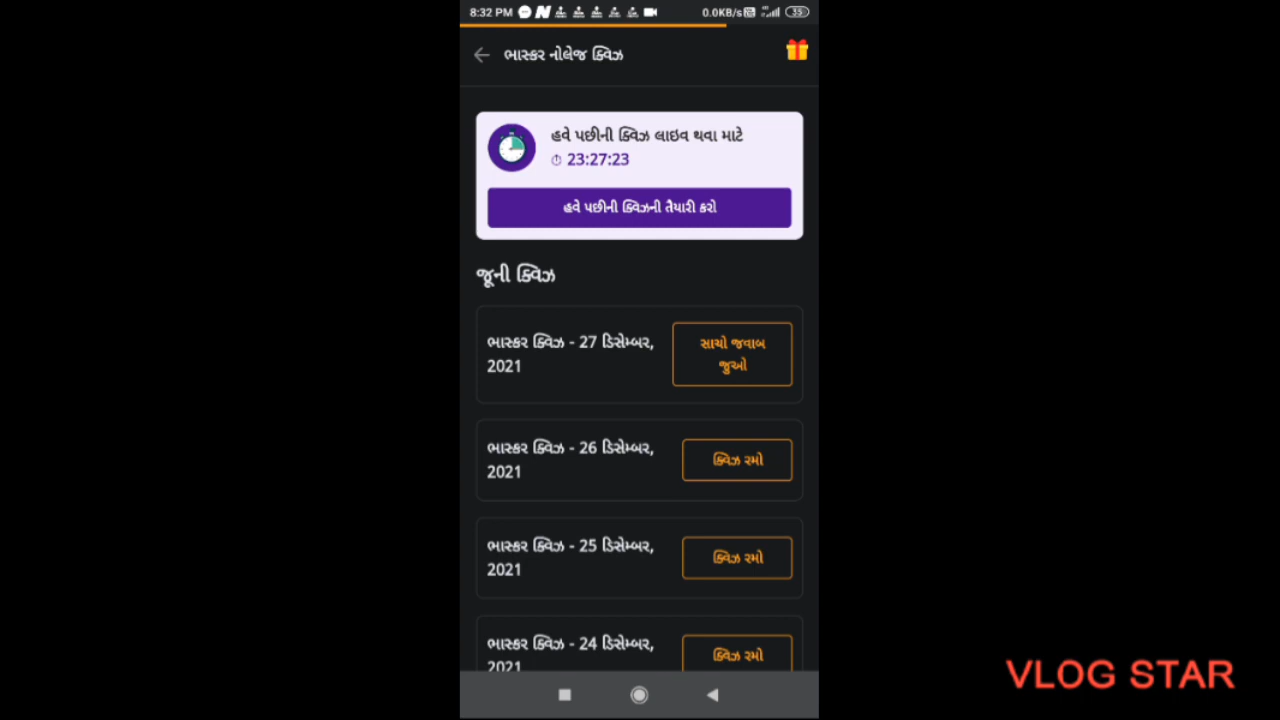 8:32 PM
0.0KB/s
35
ભાસ્કર નોલેજ ક્વિઝ
હવે પછીની ક્વિઝ લાઇવ થવા માટે
23:27:23
હવે પછીની ક્વિઝની તૈયારી કરો
જૂની ક્વિઝ
ભાસ્કર ક્વિઝ - 27 ડિસેમ્બર,
2021
સાચો જવાબ
જુઓ
ભાસ્કર ક્વિઝ - 26 ડિસેમ્બર,
2021
ક્વિઝ રમો
ભાસ્કર ક્વિઝ - 25 ડિસેમ્બર,
2021
ક્વિઝ રમો
ભાસ્કર ક્વિઝ - 24 ડિસેમ્બર,
2021
ક્વિઝ રમો
VLOG STAR